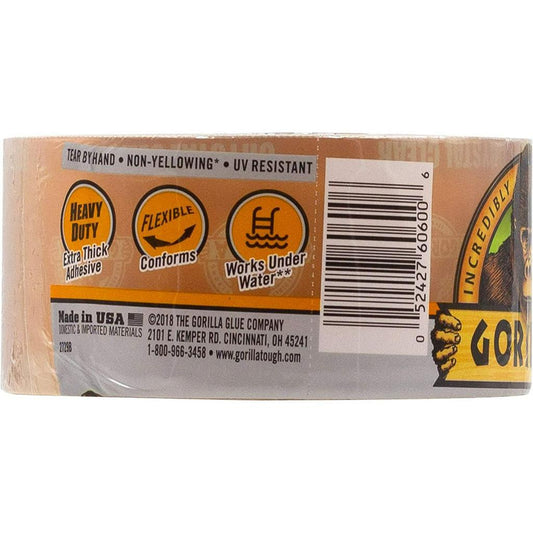 TEAR BY HAND • NON-YELLOWING* • UV RESISTANT
HEAVY
DUTY
Extra Thick
Adhesive
FLEXIBLE
Conforms
Works Under
Water**
Made in USA
DOMESTIC & IMPORTED MATERIALS
©2018 THE GORILLA GLUE COMPANY
2101 E. KEMPER RD. CINCINNATI, OH 45241
1-800-966-3458 • www.gorillatough.com
0 52427 60600 6
INCREDIBLY
GOR